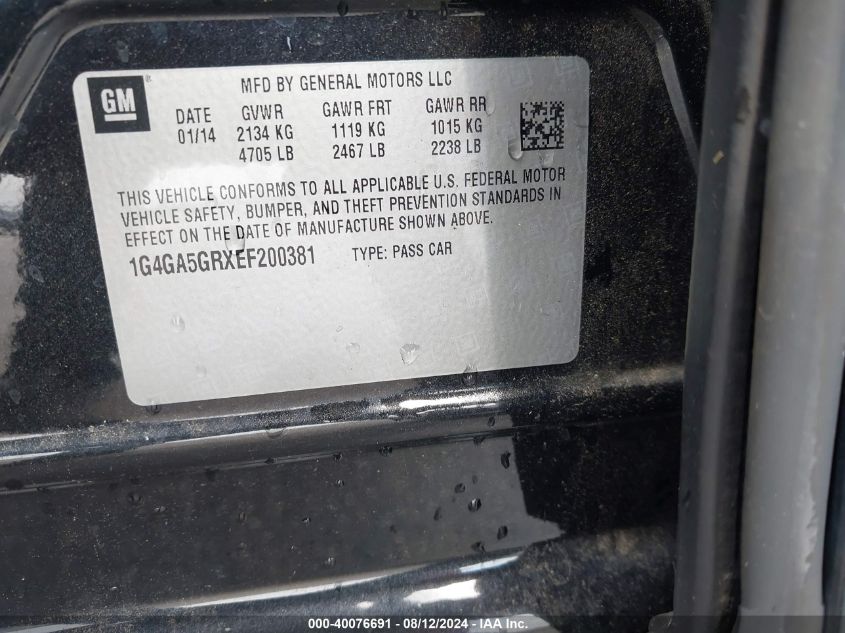 GM
MFD BY GENERAL MOTORS LLC
DATE GVWR GAWR FRT GAWR RR
01/14 2134 KG 1119 KG 1015 KG
4705 LB 2467 LB 2238 LB
THIS VEHICLE CONFORMS TO ALL APPLICABLE U.S. FEDERAL MOTOR
VEHICLE SAFETY, BUMPER, AND THEFT PREVENTION STANDARDS IN
EFFECT ON THE DATE OF MANUFACTURE SHOWN ABOVE.
1G4GA5GRXEF200381 TYPE: PASS CAR
000-40076691 - 08/12/2024 - IAA Inc.